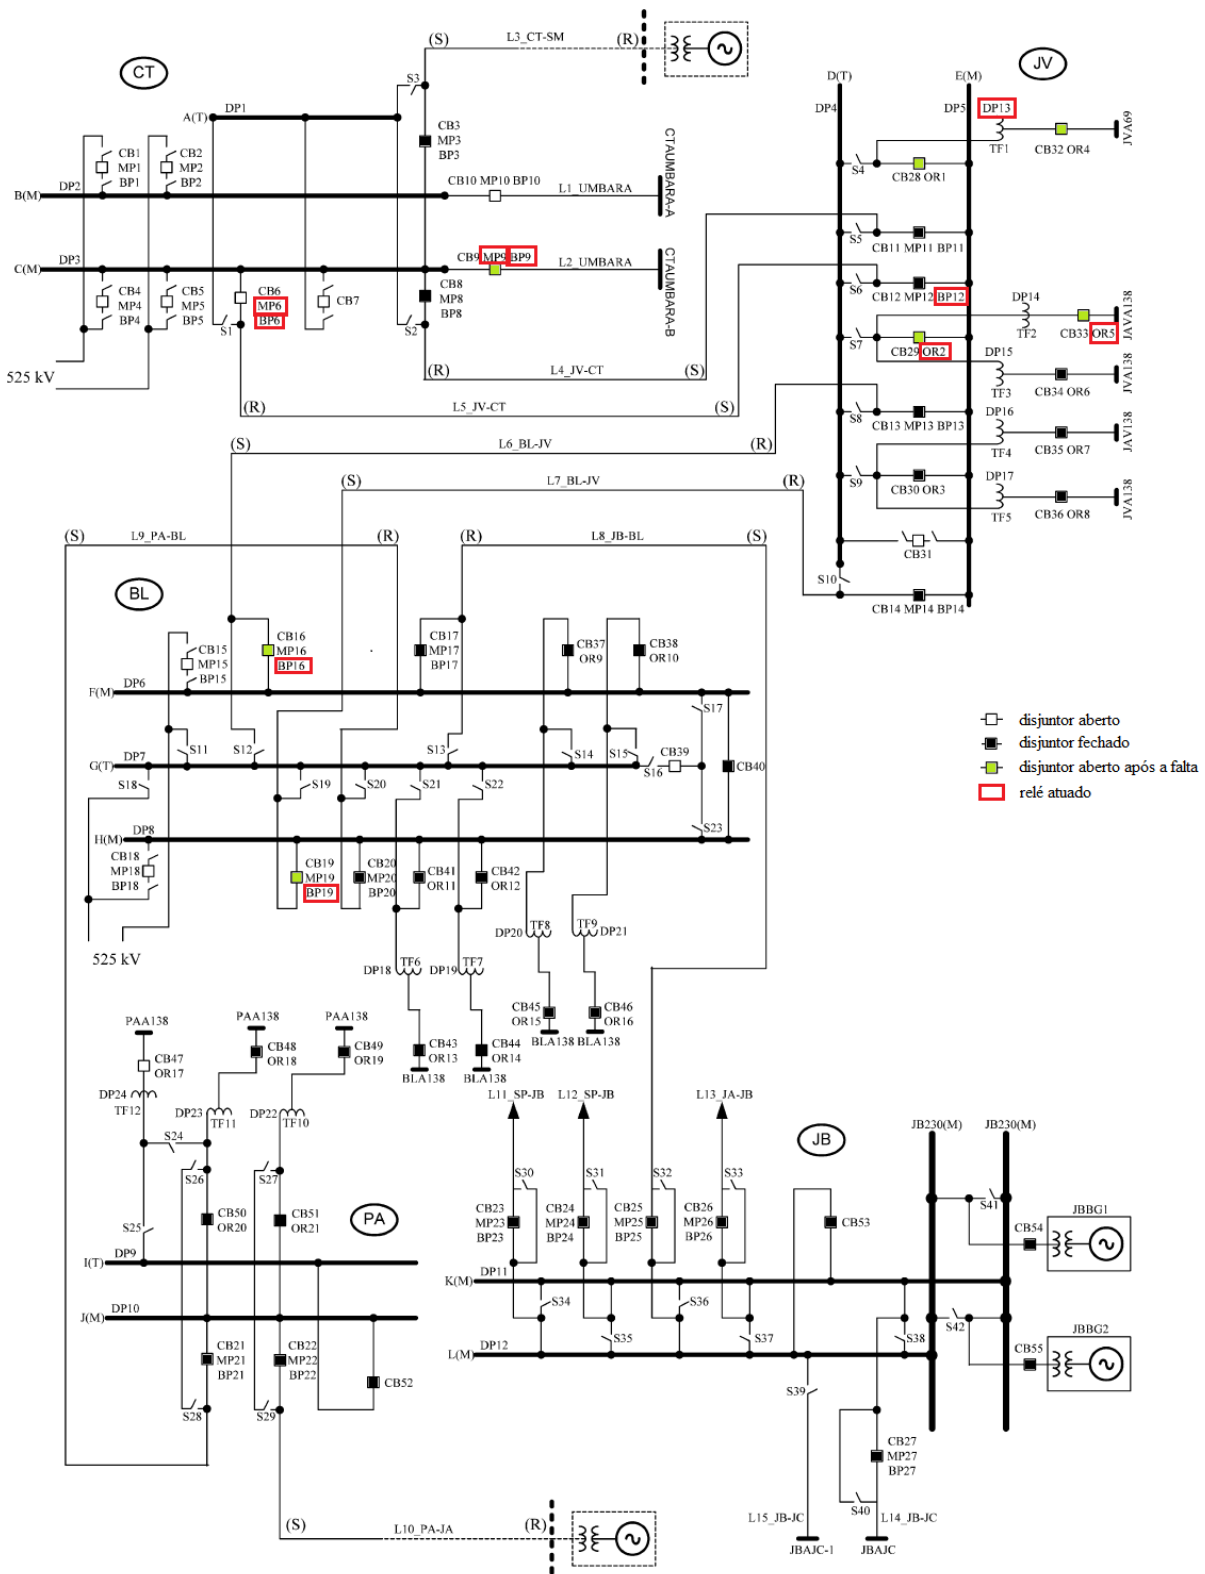 (S)
L3_CT-SM
(R)
CT
S3
DP1
A(T)
CB3
MP3
BP3
CB1
MP1
BP1
CB2
MP2
BP2
DP2
B(M)
CB10 MP10 BP10
L1_UMBARA
CTAUMBARA-A
DP3
C(M)
CB9 MP9 BP9
L2_UMBARA
CTAUMBARA-B
CB4
MP4
BP4
CB5
MP5
BP5
CB6
MP6
BP6
CB7
CB8
MP8
BP8
S1
S2
525 kV
(R)
L4_JV-CT
(S)
(R)
L5_JV-CT
(S)
JV
D(T)
E(M)
DP4
DP5
DP13
TF1
CB32 OR4
JVA69
S4
CB28 OR1
S5
CB11 MP11 BP11
S6
CB12 MP12 BP12
DP14
TF2
CB33 OR5
JAVA138
S7
CB29 OR2
DP15
TF3
CB34 OR6
JVA138
S8
CB13 MP13 BP13
DP16
TF4
CB35 OR7
JAV138
S9
CB30 OR3
DP17
TF5
CB36 OR8
JVA138
CB31
S10
CB14 MP14 BP14
(S)
L6_BL-JV
(R)
(S)
L7_BL-JV
(R)
(S)
L9_PA-BL
(R)
(R)
L8_JB-BL
(S)
BL
CB15
MP15
BP15
CB16
MP16
BP16
CB17
MP17
BP17
CB37
OR9
CB38
OR10
DP6
F(M)
S17
S11
S12
S13
S14
S15
S16
CB39
CB40
DP7
G(T)
S18
S19
S20
S21
S22
S23
DP8
H(M)
CB18
MP18
BP18
CB19
MP19
BP19
CB20
MP20
BP20
CB41
OR11
CB42
OR12
525 kV
DP18
TF6
DP19
TF7
DP20
TF8
TF9
DP21
CB45
OR15
CB46
OR16
BLA138
BLA138
CB43
OR13
CB44
OR14
BLA138
BLA138
disjuntor aberto
disjuntor fechado
disjuntor aberto após a falta
relé atuado
PAA138
PAA138
PAA138
CB47
OR17
CB48
OR18
CB49
OR19
DP24
TF12
DP23
TF11
DP22
TF10
S24
S26
S27
S25
CB50
OR20
CB51
OR21
PA
DP9
I(T)
DP10
J(M)
CB21
MP21
BP21
CB22
MP22
BP22
CB52
S28
S29
(S)
L10_PA-JA
(R)
L11_SP-JB
L12_SP-JB
L13_JA-JB
JB
S30
S31
S32
S33
CB23
MP23
BP23
CB24
MP24
BP24
CB25
MP25
BP25
CB26
MP26
BP26
CB53
DP11
K(M)
S34
S35
S36
S37
S38
DP12
L(M)
S39
CB27
MP27
BP27
S40
L15_JB-JC
L14_JB-JC
JBAJC-1
JBAJC
JB230(M)
JB230(M)
S41
JBBG1
CB54
S42
JBBG2
CB55